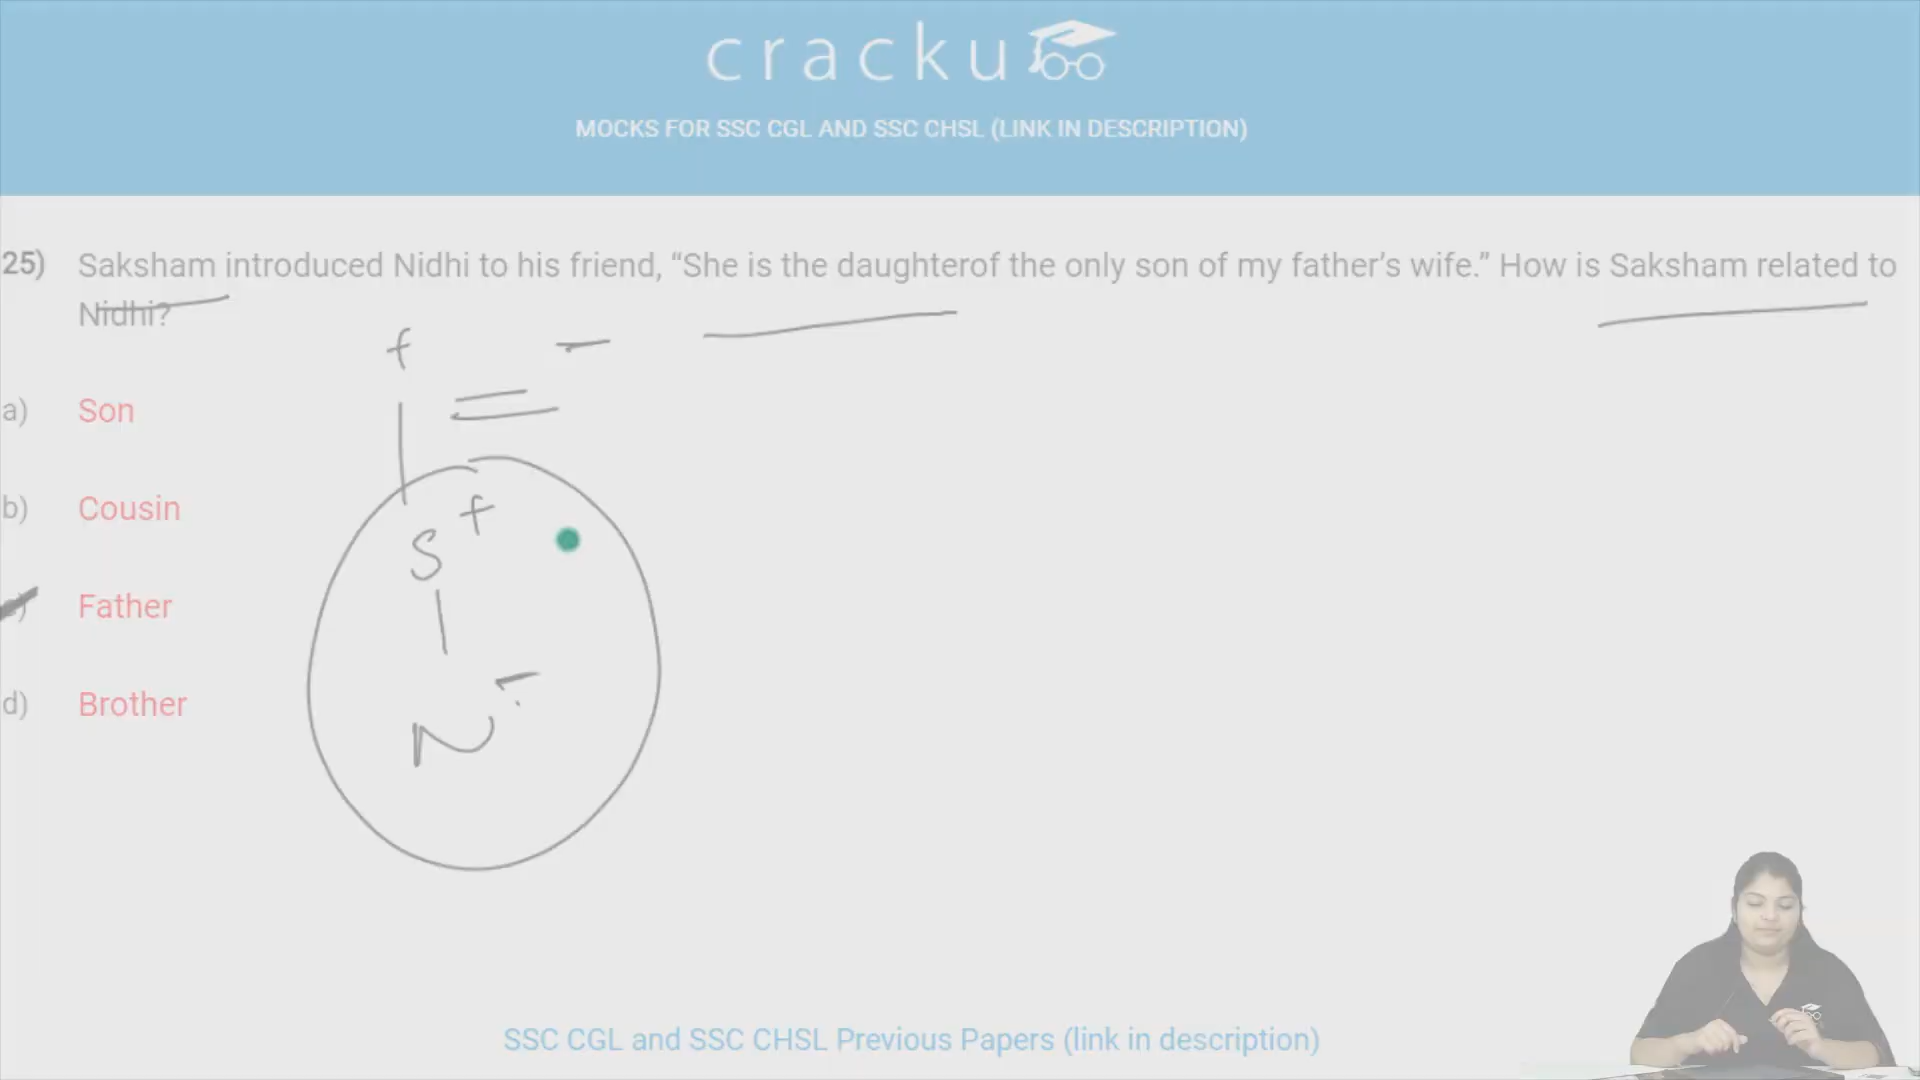 cracku
MOCKS FOR SSC CGL AND SSC CHSL (LINK IN DESCRIPTION)
25) Saksham introduced Nidhi to his friend, “She is the daughterof the only son of my father’s wife.” How is Saksham related to
Nidhi?
f -
a) Son
b) Cousin
S +
c) Father
N -
d) Brother
SSC CGL and SSC CHSL Previous Papers (link in description)